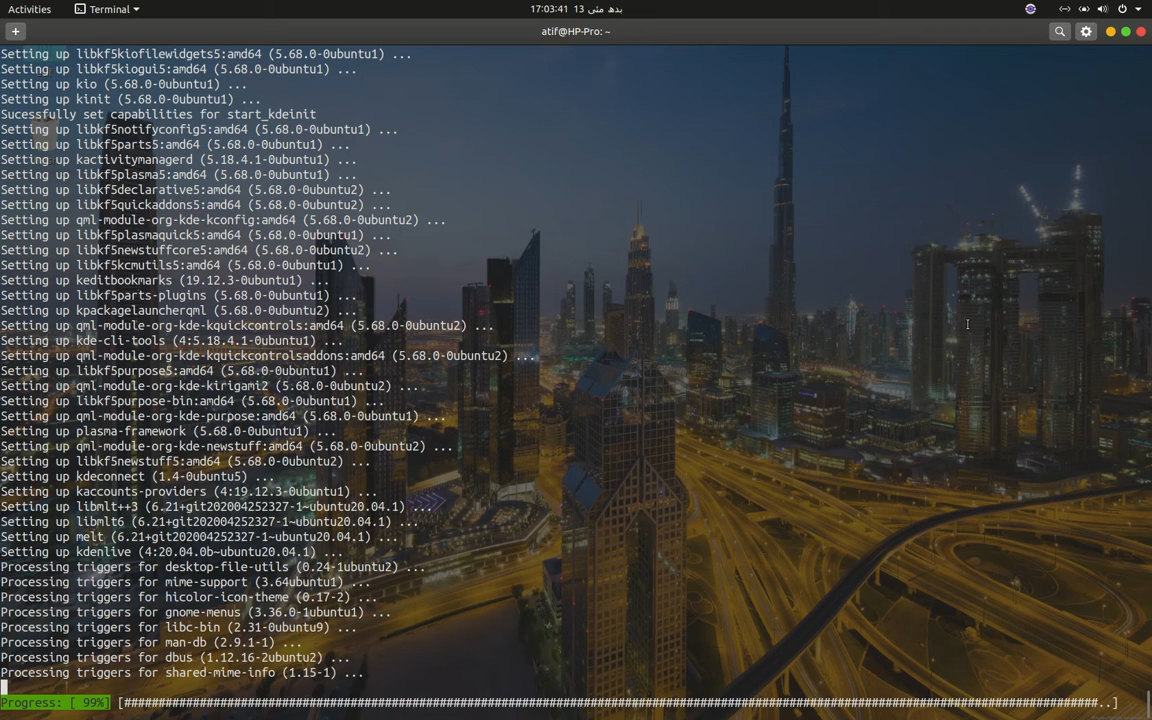 Activities Terminal بدھ مئی 13 17:03:41
atif@HP-Pro: ~
Setting up libkf5kiofilewidgets5:amd64 (5.68.0-0ubuntu1) ...
Setting up libkf5kiogui5:amd64 (5.68.0-0ubuntu1) ...
Setting up kio (5.68.0-0ubuntu1) ...
Setting up kinit (5.68.0-0ubuntu1) ...
Sucessfully set capabilities for start_kdeinit
Setting up libkf5notifyconfig5:amd64 (5.68.0-0ubuntu1) ...
Setting up libkf5parts5:amd64 (5.68.0-0ubuntu1) ...
Setting up kactivitymanagerd (5.18.4.1-0ubuntu1) ...
Setting up libkf5plasma5:amd64 (5.68.0-0ubuntu1) ...
Setting up libkf5declarative5:amd64 (5.68.0-0ubuntu2) ...
Setting up libkf5quickaddons5:amd64 (5.68.0-0ubuntu2) ...
Setting up qml-module-org-kde-kconfig:amd64 (5.68.0-0ubuntu2) ...
Setting up libkf5plasmaquick5:amd64 (5.68.0-0ubuntu1) ...
Setting up libkf5newstuffcore5:amd64 (5.68.0-0ubuntu2) ...
Setting up libkf5kcmutils5:amd64 (5.68.0-0ubuntu1) ...
Setting up keditbookmarks (19.12.3-0ubuntu1) ...
Setting up libkf5parts-plugins (5.68.0-0ubuntu1) ...
Setting up kpackagelauncherqml (5.68.0-0ubuntu2) ...
Setting up qml-module-org-kde-kquickcontrols:amd64 (5.68.0-0ubuntu2) ...
Setting up kde-cli-tools (4:5.18.4.1-0ubuntu1) ...
Setting up qml-module-org-kde-kquickcontrolsaddons:amd64 (5.68.0-0ubuntu2) ...
Setting up libkf5purpose5:amd64 (5.68.0-0ubuntu1) ...
Setting up qml-module-org-kde-kirigami2 (5.68.0-0ubuntu2) ...
Setting up libkf5purpose-bin:amd64 (5.68.0-0ubuntu1) ...
Setting up qml-module-org-kde-purpose:amd64 (5.68.0-0ubuntu1) ...
Setting up plasma-framework (5.68.0-0ubuntu1) ...
Setting up qml-module-org-kde-newstuff:amd64 (5.68.0-0ubuntu2) ...
Setting up libkf5newstuff5:amd64 (5.68.0-0ubuntu2) ...
Setting up kdeconnect (1.4-0ubuntu5) ...
Setting up kaccounts-providers (4:19.12.3-0ubuntu1) ...
Setting up libmlt++3 (6.21+git202004252327-1~ubuntu20.04.1) ...
Setting up libmlt6 (6.21+git202004252327-1~ubuntu20.04.1) ...
Setting up melt (6.21+git202004252327-1~ubuntu20.04.1) ...
Setting up kdenlive (4:20.04.0b~ubuntu20.04.1) ...
Processing triggers for desktop-file-utils (0.24-1ubuntu2) ...
Processing triggers for mime-support (3.64ubuntu1) ...
Processing triggers for hicolor-icon-theme (0.17-2) ...
Processing triggers for gnome-menus (3.36.0-1ubuntu1) ...
Processing triggers for libc-bin (2.31-0ubuntu9) ...
Processing triggers for man-db (2.9.1-1) ...
Processing triggers for dbus (1.12.16-2ubuntu2) ...
Processing triggers for shared-mime-info (1.15-1) ...
Progress: [ 99%] [#########################################################################################################################################..]